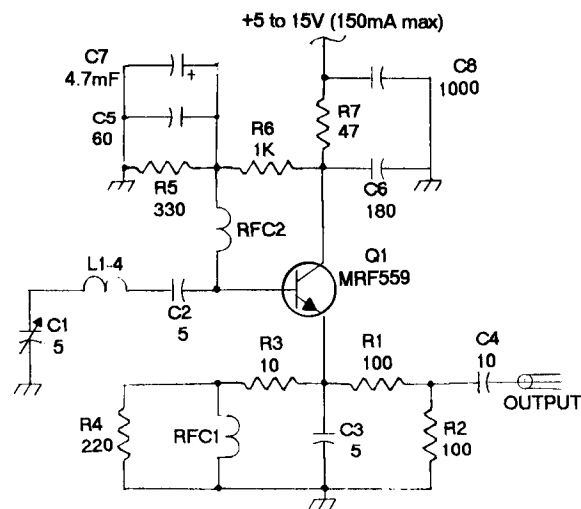 +5 to 15V (150mA max)
C7
4.7mF
+
C8
1000
C5
60
R7
47
R6
1K
R5
330
C6
180
RFC2
Q1
MRF559
L1-4
C1
5
C2
5
R3
10
R1
100
C4
10
OUTPUT
R4
220
RFC1
C3
5
R2
100